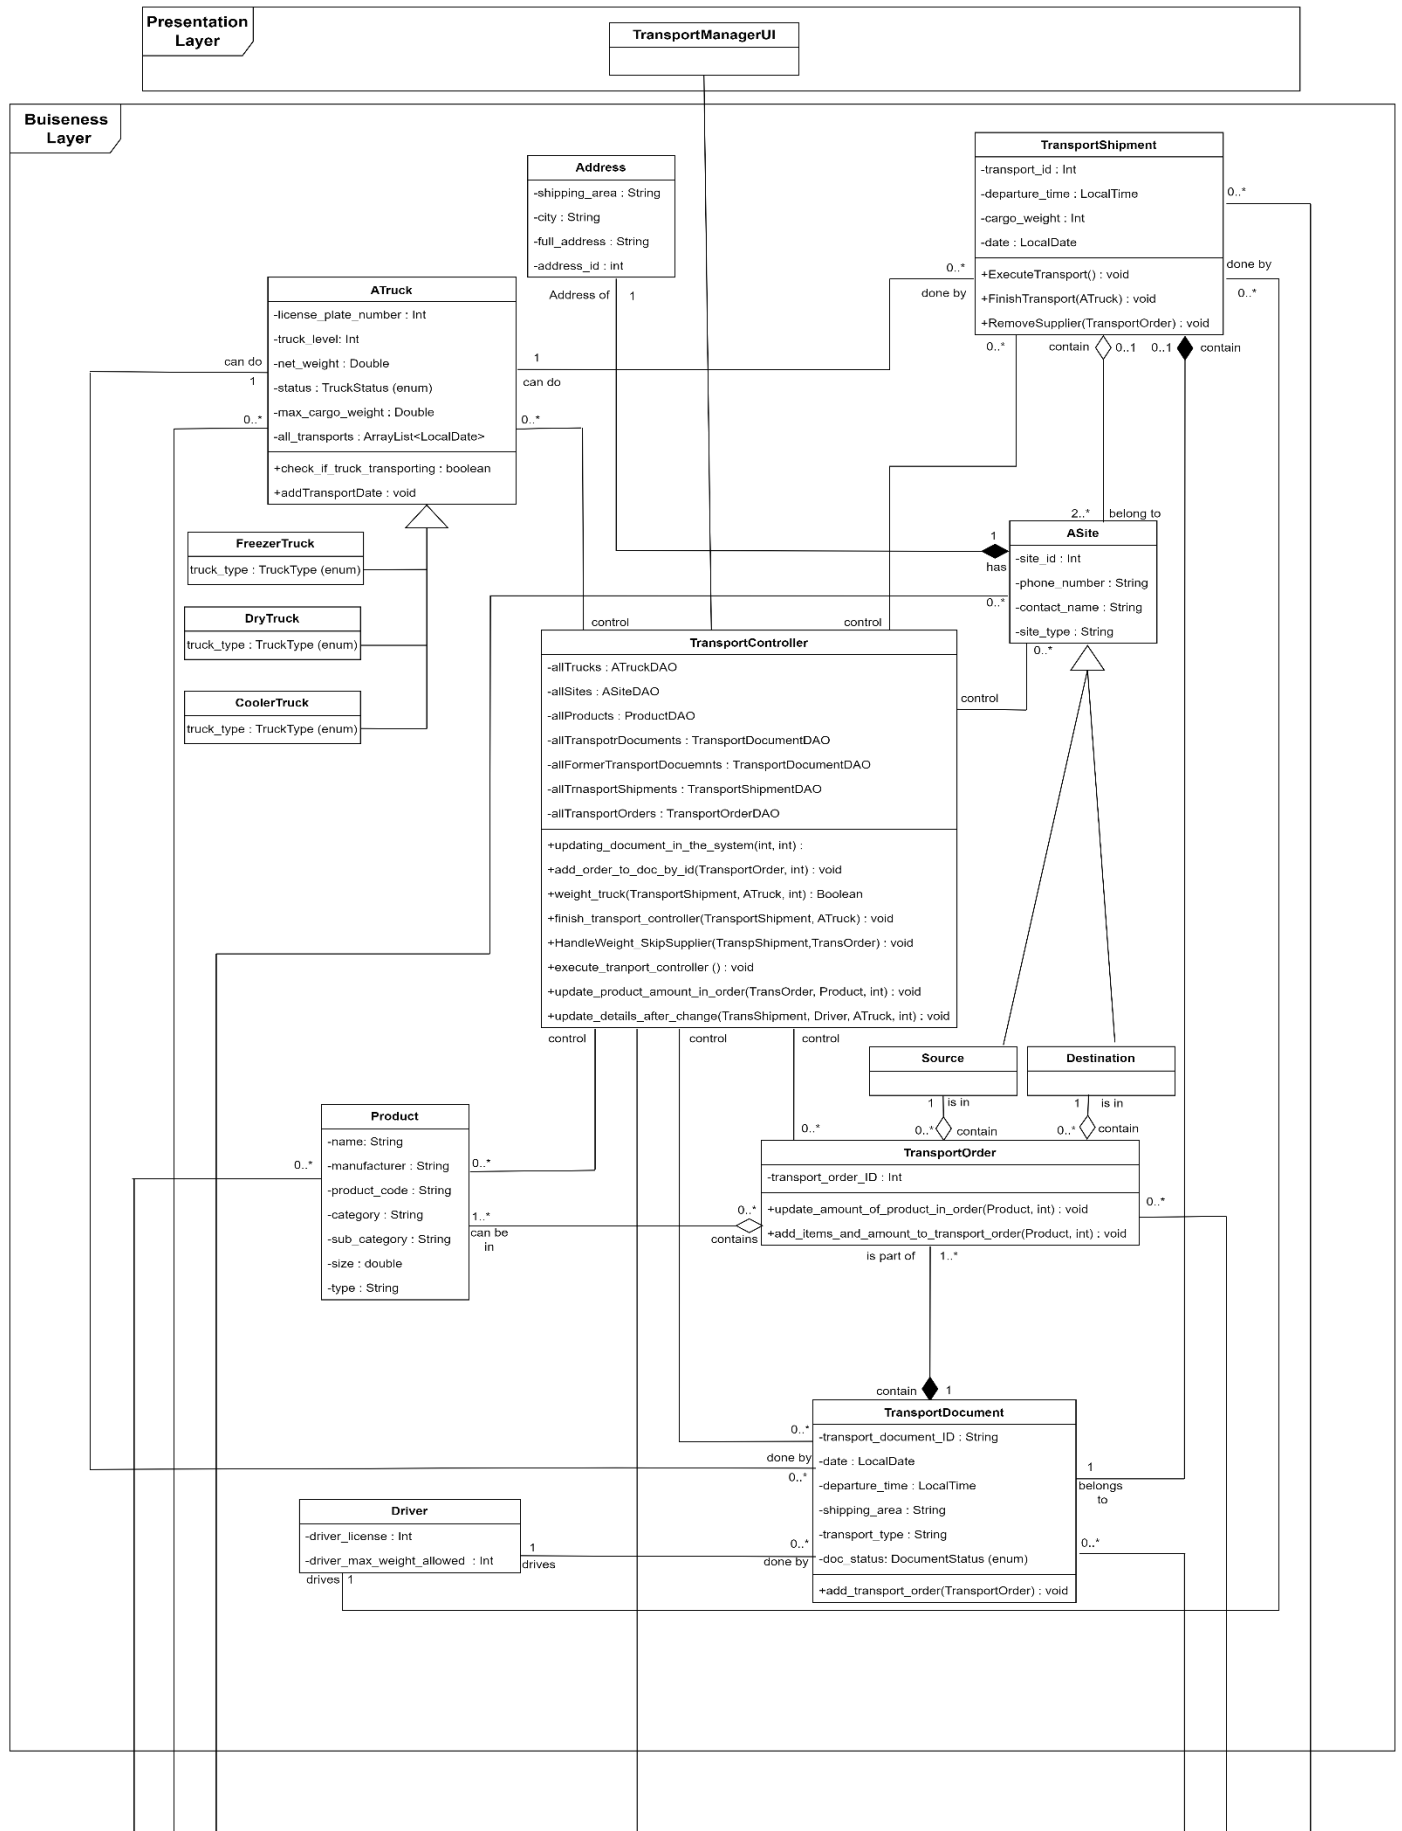 Presentation
Layer
TransportManagerUI
Buiseness
Layer
TransportShipment
-transport_id : Int
-departure_time : LocalTime
-cargo_weight : Int
-date : LocalDate
+ExecuteTransport() : void
+FinishTransport(ATruck) : void
+RemoveSupplier(TransportOrder) : void
0..*
done by
0..*
0..*
done by
0..*
contain
0..1
0..1
contain
Address
-shipping_area : String
-city : String
-full_address : String
-address_id : int
Address of
1
ATruck
-license_plate_number : Int
-truck_level: Int
-net_weight : Double
-status : TruckStatus (enum)
-max_cargo_weight : Double
-all_transports : ArrayList<LocalDate>
+check_if_truck_transporting : boolean
+addTransportDate : void
can do
1
0..*
1
can do
0..*
FreezerTruck
truck_type : TruckType (enum)
DryTruck
truck_type : TruckType (enum)
CoolerTruck
truck_type : TruckType (enum)
2..*
belong to
ASite
-site_id : Int
-phone_number : String
-contact_name : String
-site_type : String
1
has
0..*
0..*
control
control
control
TransportController
-allTrucks : ATruckDAO
-allSites : ASiteDAO
-allProducts : ProductDAO
-allTranspotrDocuments : TransportDocumentDAO
-allFormerTransportDocuemnts : TransportDocumentDAO
-allTrnasportShipments : TransportShipmentDAO
-allTransportOrders : TransportOrderDAO
+updating_document_in_the_system(int, int) :
+add_order_to_doc_by_id(TransportOrder, int) : void
+weight_truck(TransportShipment, ATruck, int) : Boolean
+finish_transport_controller(TransportShipment, ATruck) : void
+HandleWeight_SkipSupplier(TranspShipment,TransOrder) : void
+execute_tranport_controller () : void
+update_product_amount_in_order(TransOrder, Product, int) : void
+update_details_after_change(TransShipment, Driver, ATruck, int) : void
control
control
control
Source
1
is in
0..*
contain
Destination
1
is in
0..*
contain
Product
-name: String
-manufacturer : String
-product_code : String
-category : String
-sub_category : String
-size : double
-type : String
0..*
0..*
1..*
can be
in
0..*
TransportOrder
-transport_order_ID : Int
+update_amount_of_product_in_order(Product, int) : void
+add_items_and_amount_to_transport_order(Product, int) : void
0..*
contains
0..*
is part of
1..*
contain
1
TransportDocument
-transport_document_ID : String
-date : LocalDate
-departure_time : LocalTime
-shipping_area : String
-transport_type : String
-doc_status: DocumentStatus (enum)
+add_transport_order(TransportOrder) : void
0..*
done by
0..*
0..*
done by
1
belongs
to
0..*
Driver
-driver_license : Int
-driver_max_weight_allowed : Int
1
drives
drives
1